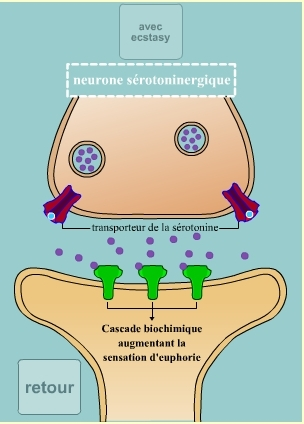 avec
ecstasy
neurone sérotoninergique
transporteur de la sérotonine
Cascade biochimique
augmentant la
sensation d'euphorie
retour